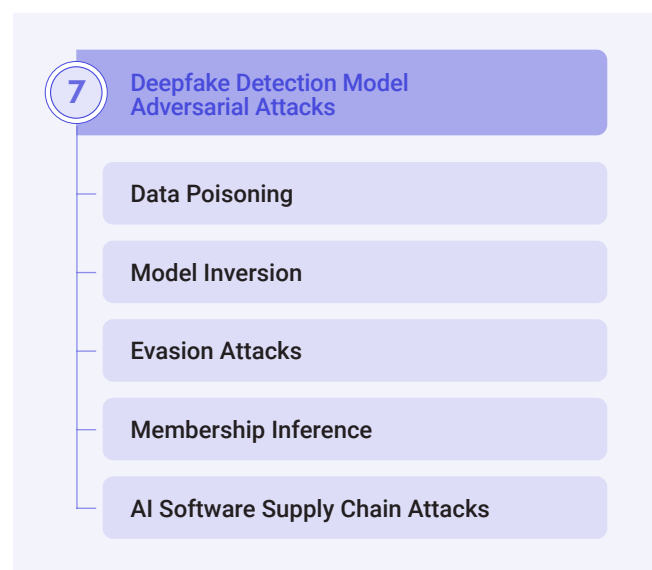 7
Deepfake Detection Model
Adversarial Attacks
Data Poisoning
Model Inversion
Evasion Attacks
Membership Inference
AI Software Supply Chain Attacks